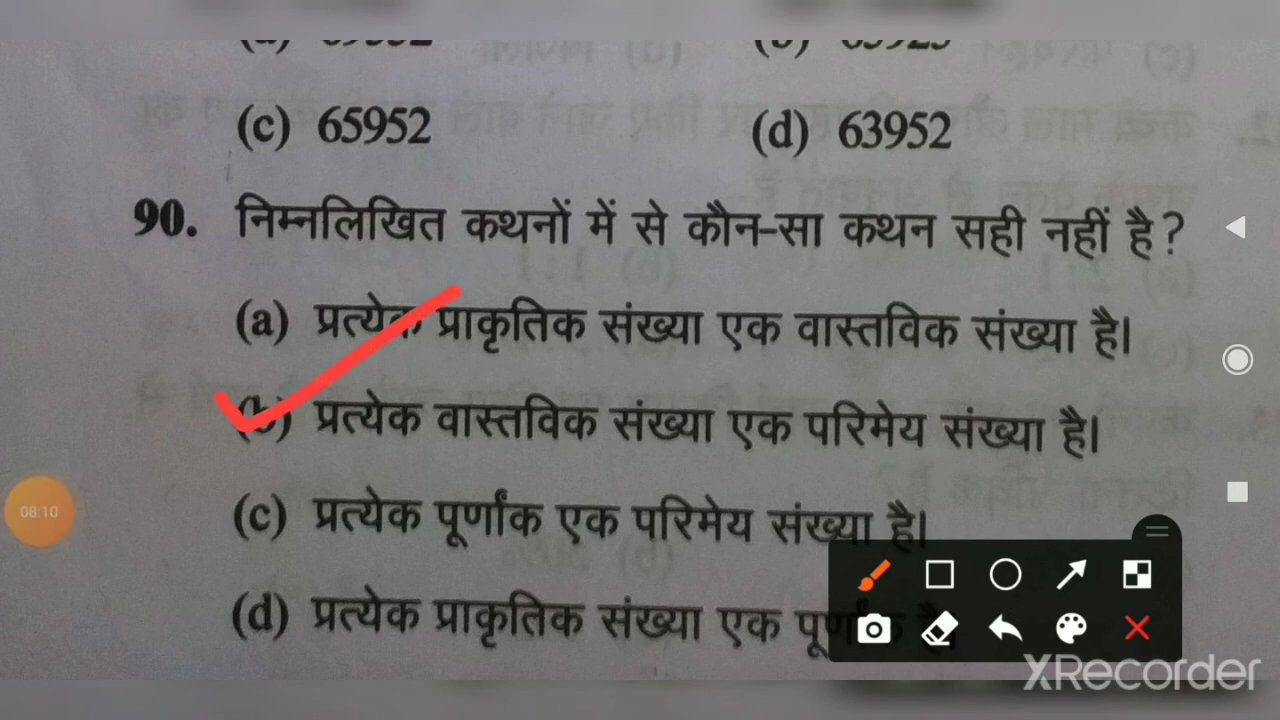 (c) 65952 (d) 63952
90. निम्नलिखित कथनों में से कौन-सा कथन सही नहीं है?
(a) प्रत्येक प्राकृतिक संख्या एक वास्तविक संख्या है।
(b) प्रत्येक वास्तविक संख्या एक परिमेय संख्या है।
(c) प्रत्येक पूर्णांक एक परिमेय संख्या है।
(d) प्रत्येक प्राकृतिक संख्या एक पूर्णांक है।
08:10
XRecorder